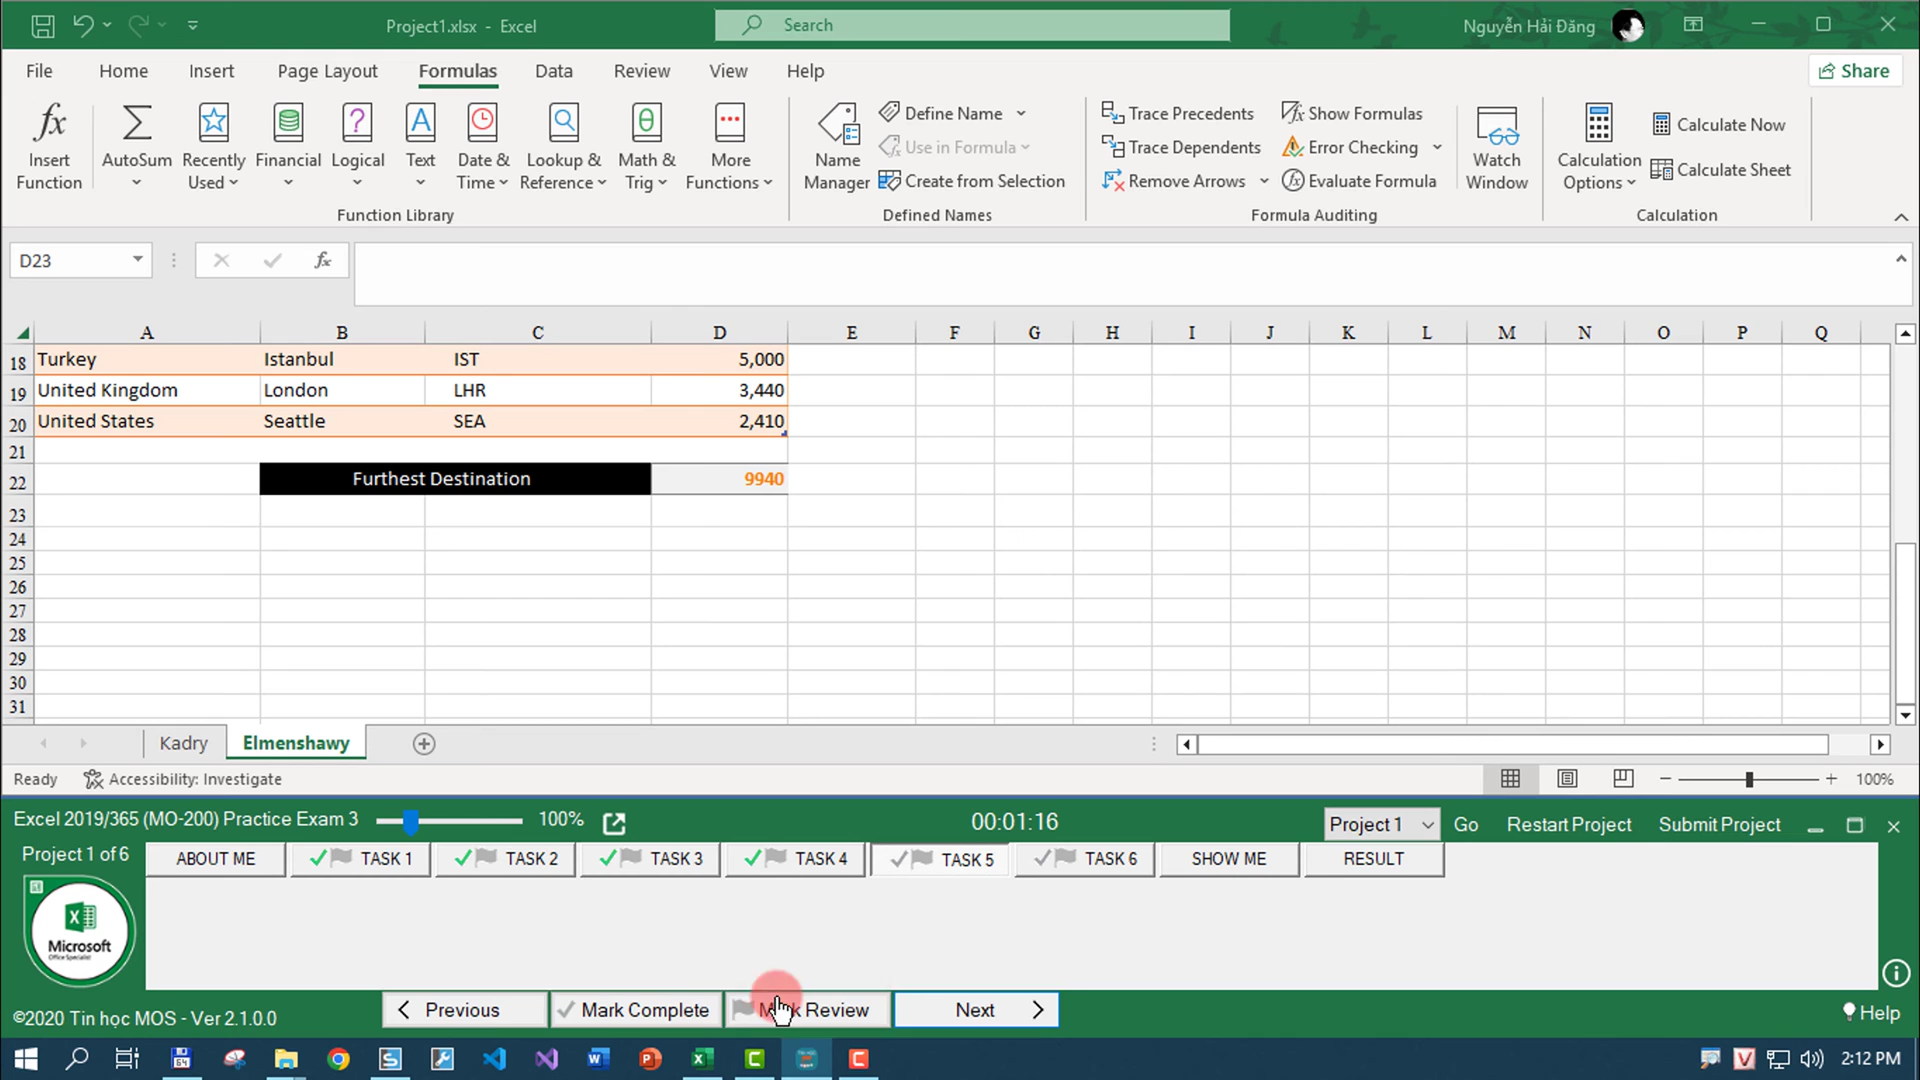 Project1.xlsx - Excel
Search
Nguyễn Hải Đăng
File Home Insert Page Layout Formulas Data Review View Help
Share
Insert Function
AutoSum
Recently Used
Financial
Logical
Text
Date & Time
Lookup & Reference
Math & Trig
More Functions
Function Library
Name Manager
Define Name
Use in Formula
Create from Selection
Defined Names
Trace Precedents
Trace Dependents
Remove Arrows
Show Formulas
Error Checking
Evaluate Formula
Formula Auditing
Watch Window
Calculation Options
Calculate Now
Calculate Sheet
Calculation
D23
fx
A B C D E F G H I J K L M N O P Q
18 Turkey Istanbul IST 5,000
19 United Kingdom London LHR 3,440
20 United States Seattle SEA 2,410
21
22 Furthest Destination 9940
23
24
25
26
27
28
29
30
31
Kadry Elmenshawy
Ready Accessibility: Investigate 100%
Excel 2019/365 (MO-200) Practice Exam 3 100% 00:01:16 Project 1 Go Restart Project Submit Project
Project 1 of 6 ABOUT ME TASK 1 TASK 2 TASK 3 TASK 4 TASK 5 TASK 6 SHOW ME RESULT
Microsoft
Office Specialist
Previous Mark Complete Review Next
©2020 Tin học MOS - Ver 2.1.0.0
Help
2:12 PM